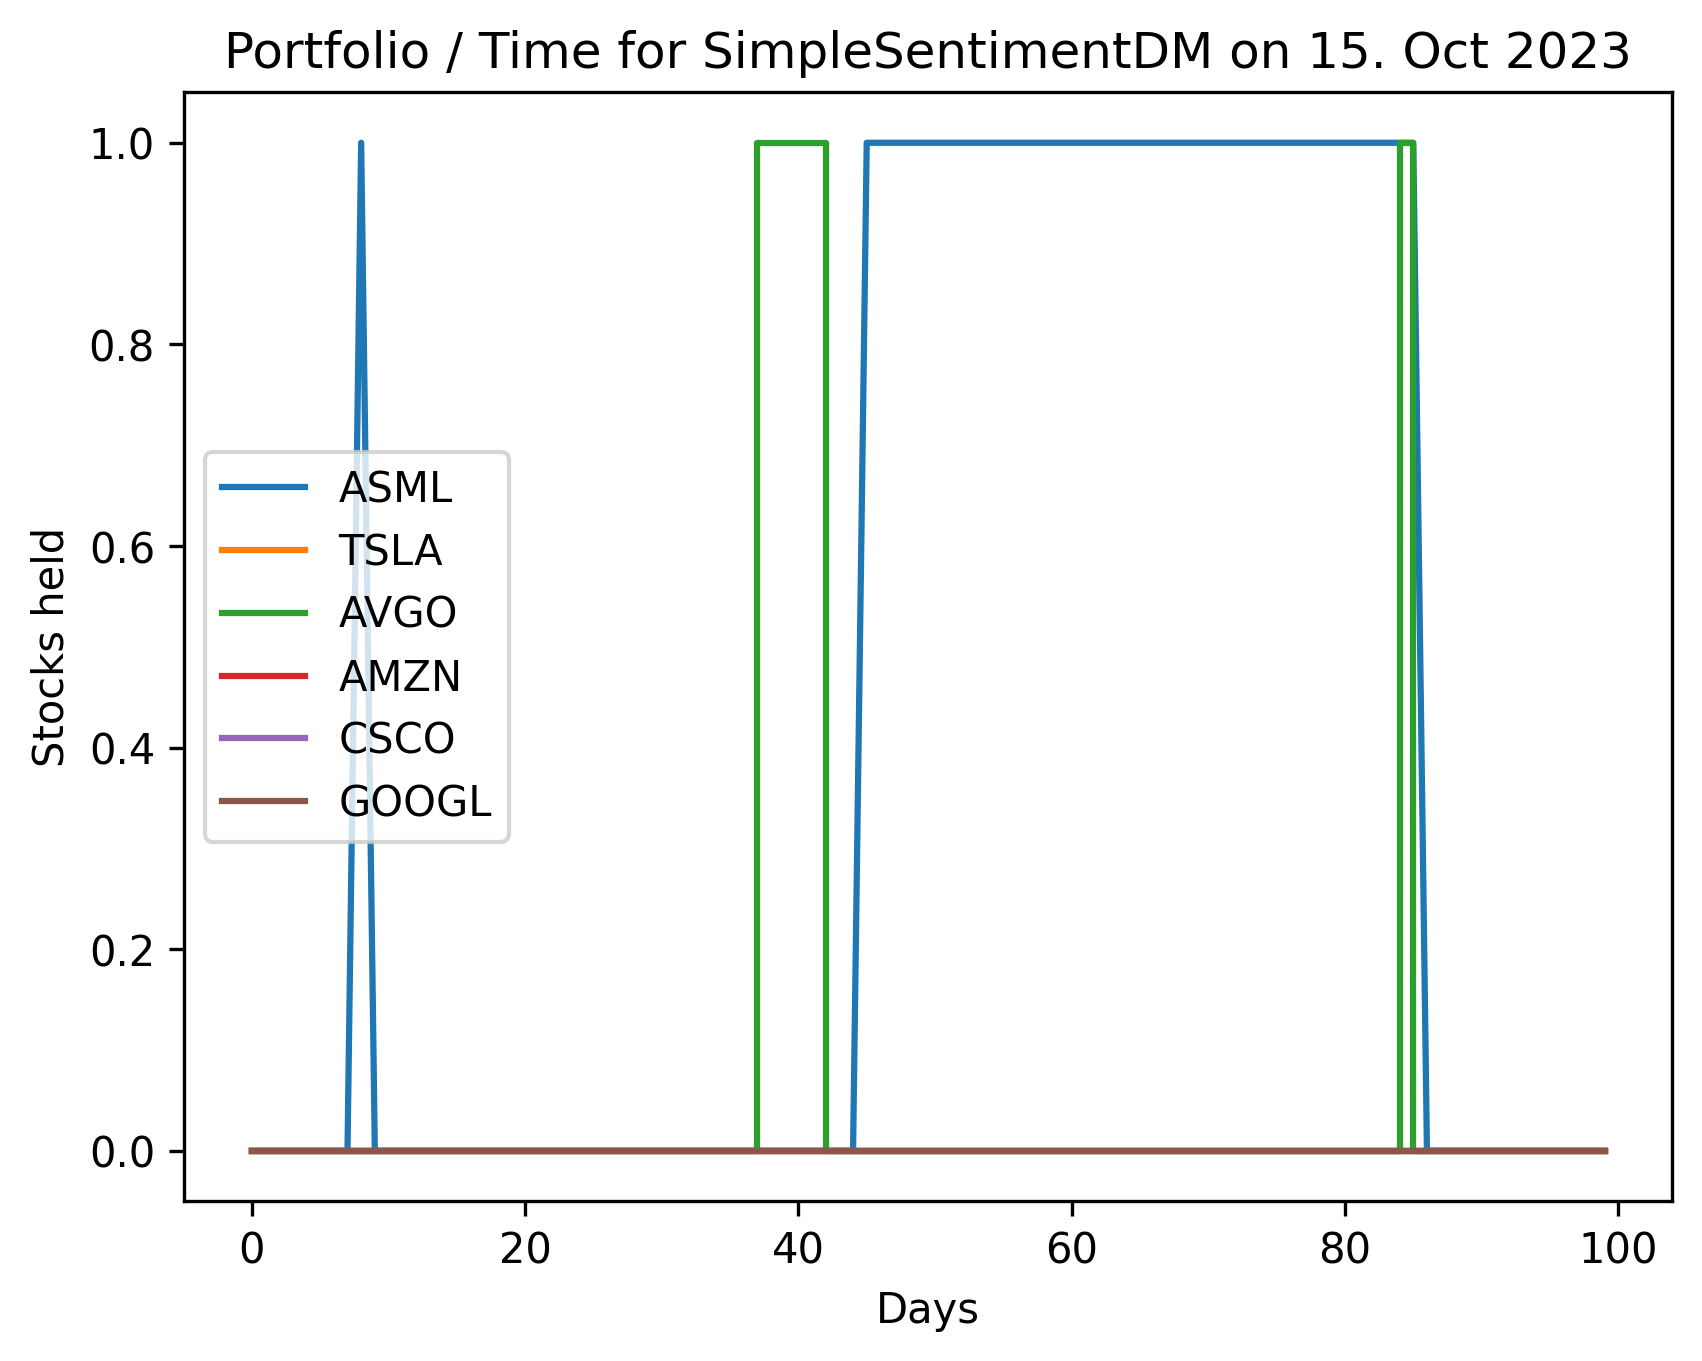 Portfolio / Time for SimpleSentimentDM on 15. Oct 2023
1.0
0.8
0.6
0.4
0.2
0.0
Stocks held
ASML
TSLA
AVGO
AMZN
CSCO
GOOGL
0 20 40 60 80 100
Days